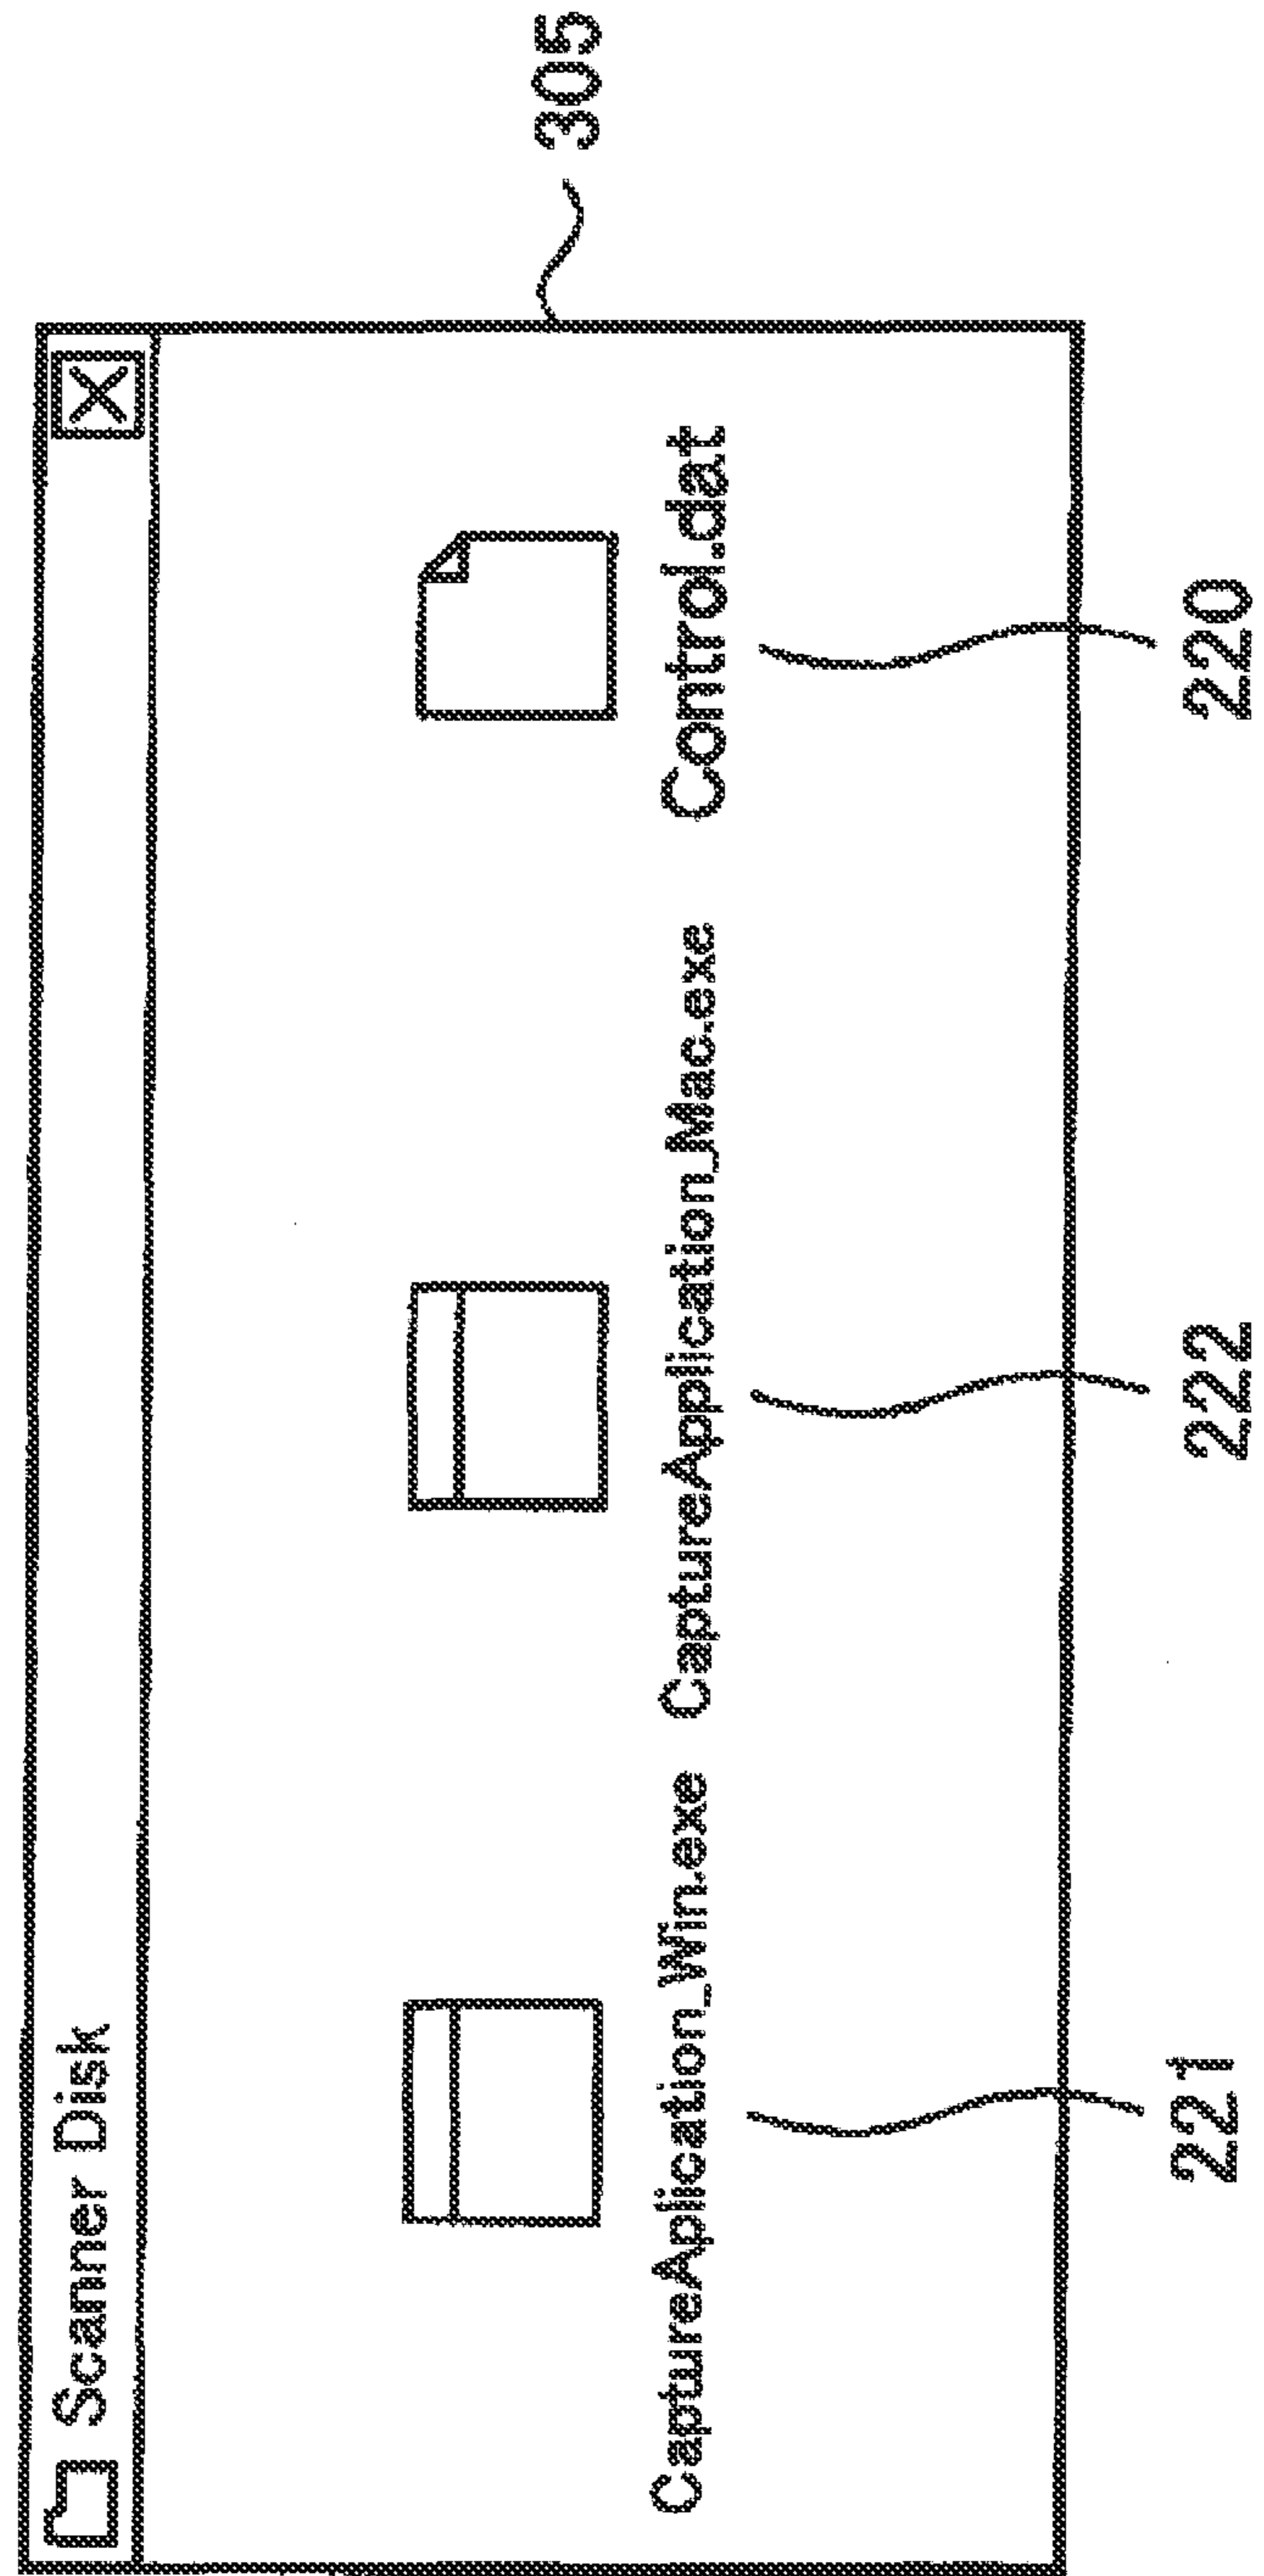 Scanner Disk
305
CaptureAplication_Win.exe CaptureApplication_Mac.exe Control.dat
221 222 220